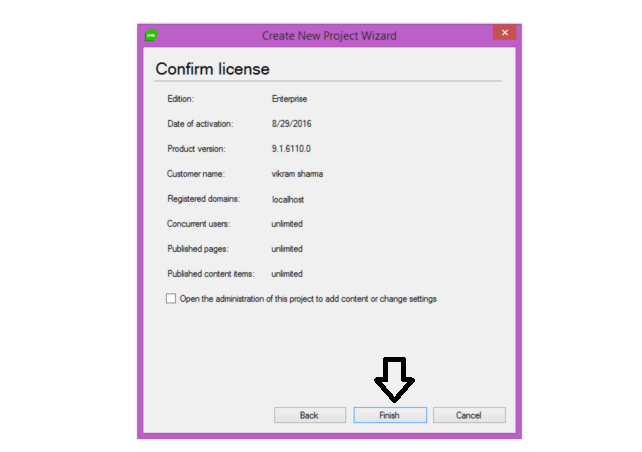 Create New Project Wizard
Confirm license
Edition: Enterprise
Date of activation: 8/29/2016
Product version: 9.1.6110.0
Customer name: vikram sharma
Registered domains: localhost
Concurrent users: unlimited
Published pages: unlimited
Published content items: unlimited
Open the administration of this project to add content or change settings
Back Finish Cancel